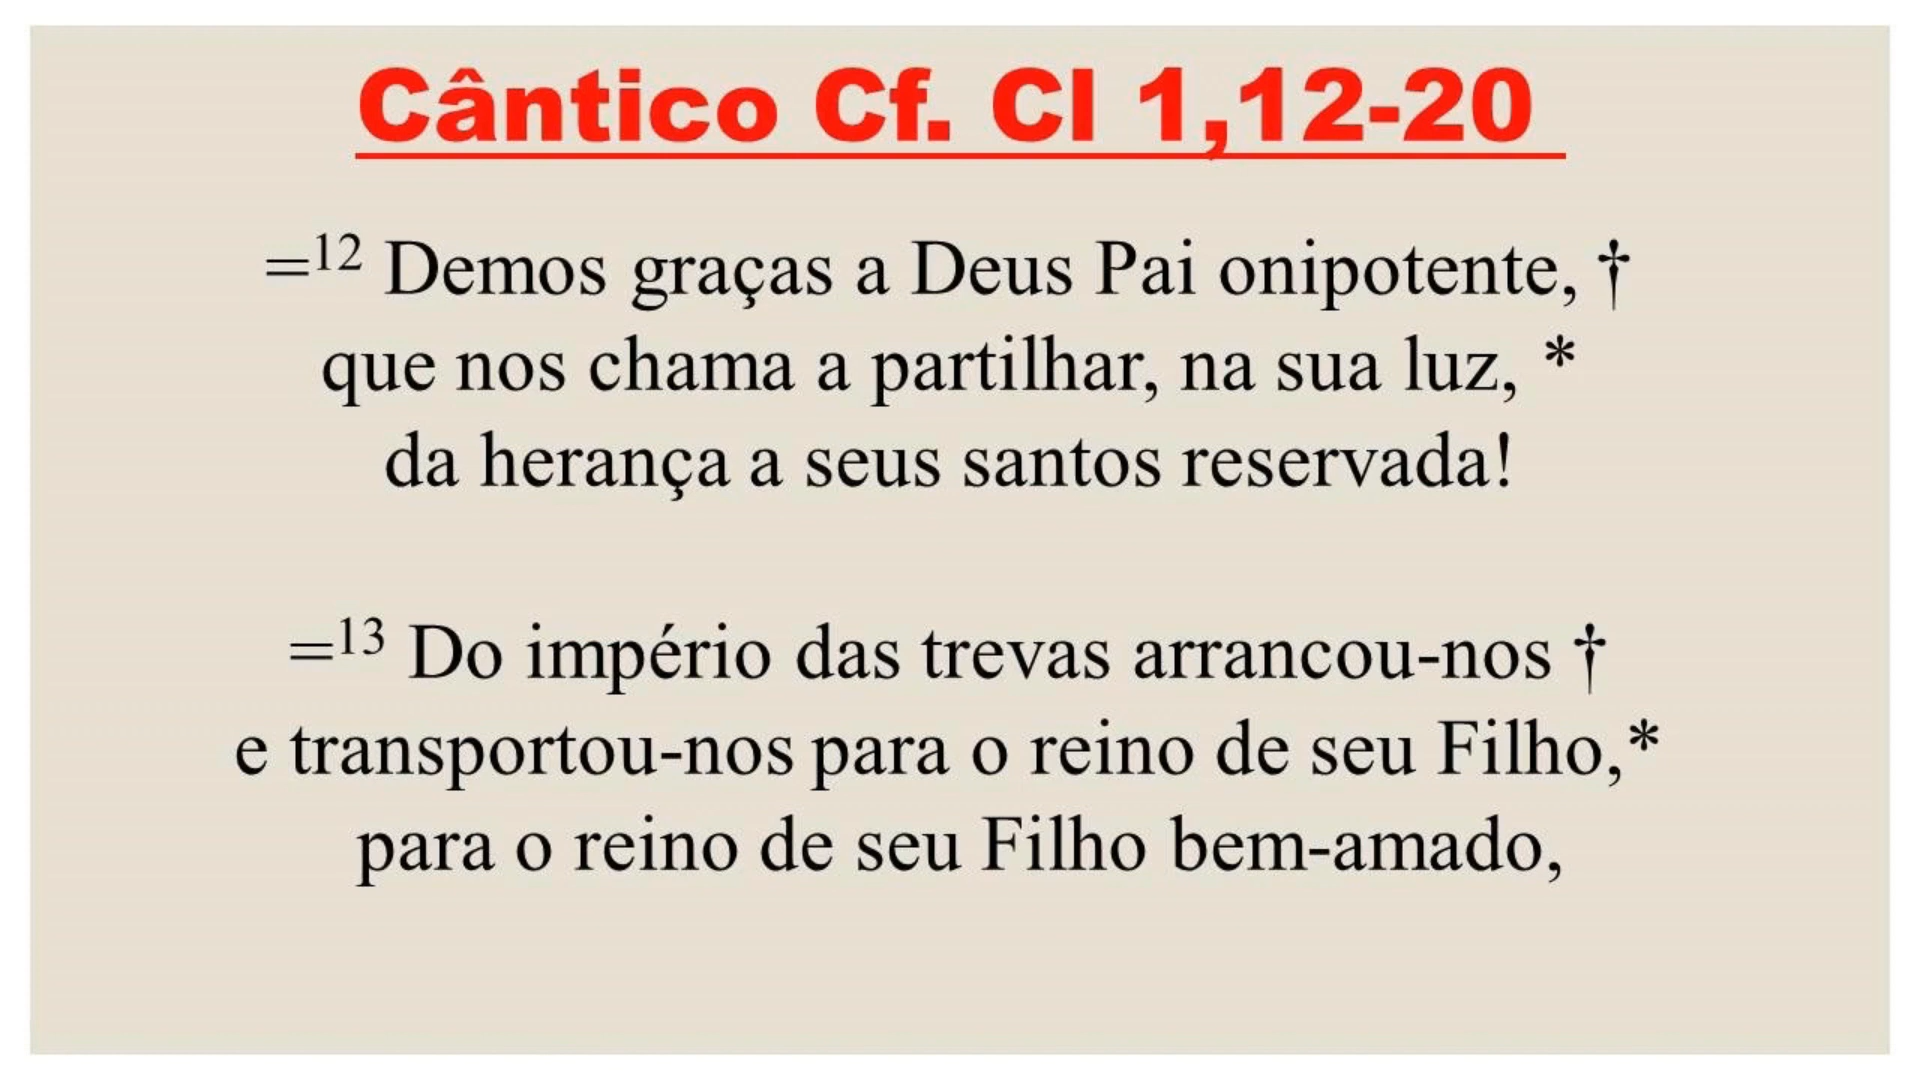 Cântico Cf. Cl 1,12-20
=12 Demos graças a Deus Pai onipotente, †
que nos chama a partilhar, na sua luz, *
da herança a seus santos reservada!
=13 Do império das trevas arrancou-nos †
e transportou-nos para o reino de seu Filho,*
para o reino de seu Filho bem-amado,